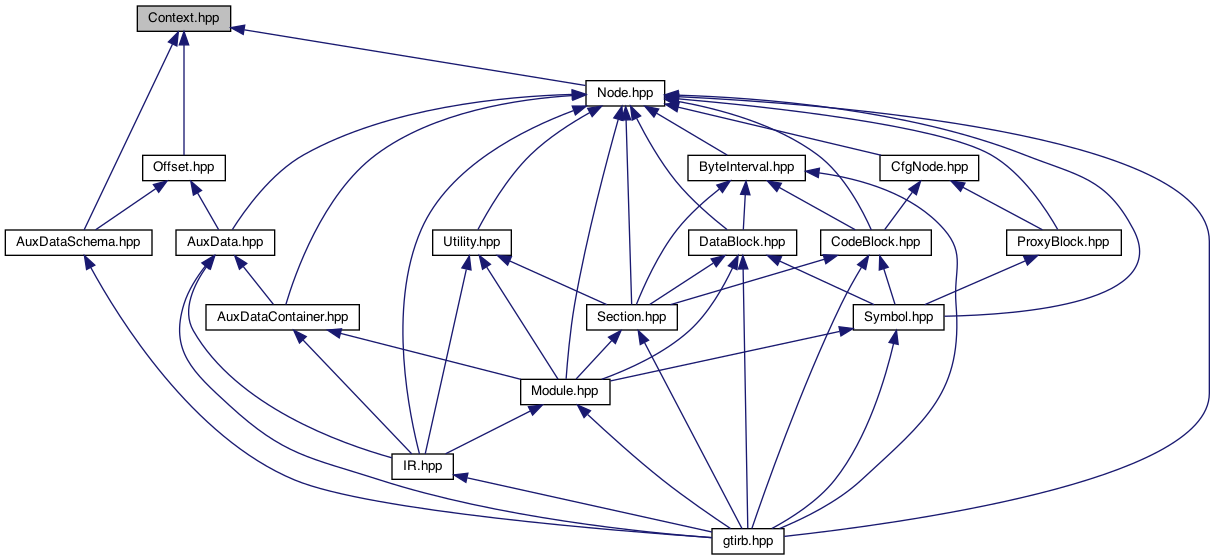 Context.hpp
Node.hpp
Offset.hpp
ByteInterval.hpp
CfgNode.hpp
AuxDataSchema.hpp
AuxData.hpp
Utility.hpp
DataBlock.hpp
CodeBlock.hpp
ProxyBlock.hpp
AuxDataContainer.hpp
Section.hpp
Symbol.hpp
Module.hpp
IR.hpp
gtirb.hpp